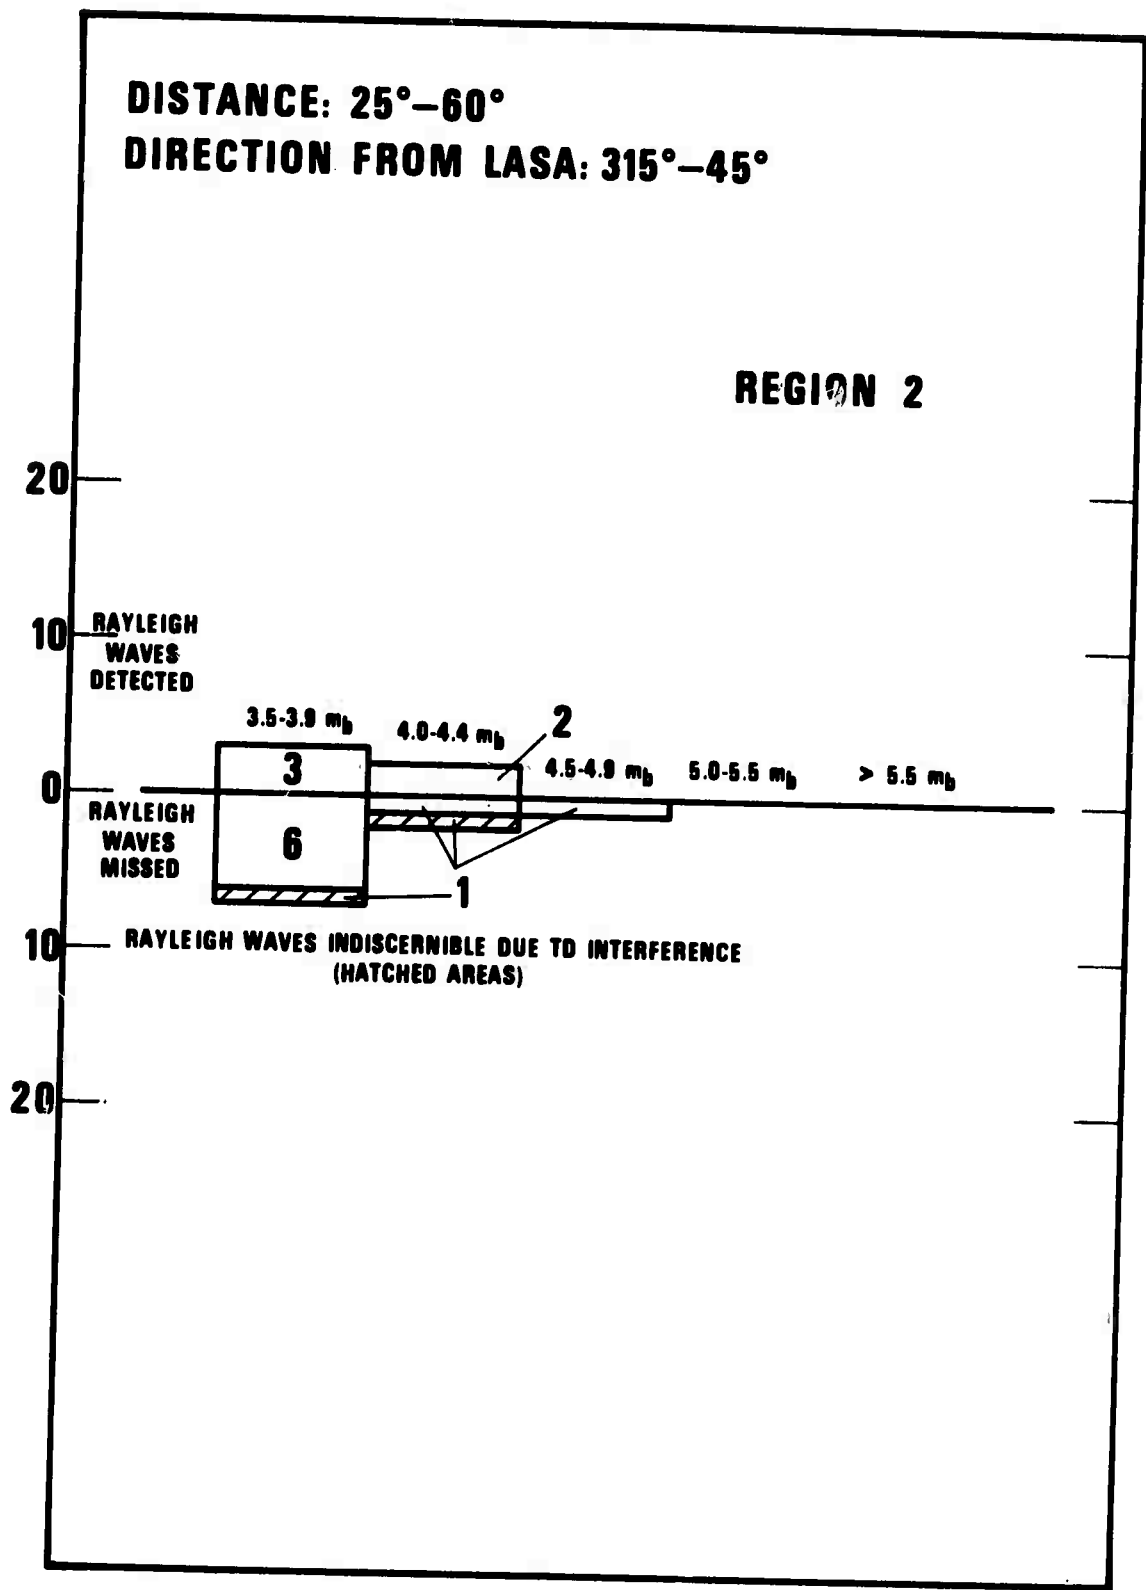 DISTANCE: 25°–60°
DIRECTION FROM LASA: 315°–45°
REGION 2
20
10
RAYLEIGH
WAVES
DETECTED
3.5-3.9 mb
4.0-4.4 mb
2
4.5-4.9 mb
5.0-5.5 mb
> 5.5 mb
3
0
RAYLEIGH
WAVES
MISSED
6
1
10
RAYLEIGH WAVES INDISCERNIBLE DUE TO INTERFERENCE
(HATCHED AREAS)
20